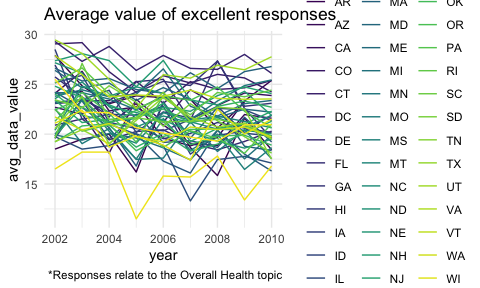 Average value of excellent responses
avg_data_value
30
25
20
15
2002 2004 2006 2008 2010
year
*Responses relate to the Overall Health topic
AR MA OK
AZ MD OR
CA ME PA
CO MI RI
CT MN SC
DC MO SD
DE MS TN
FL MT TX
GA NC UT
HI ND VA
IA NE VT
ID NH WA
IL NJ WI